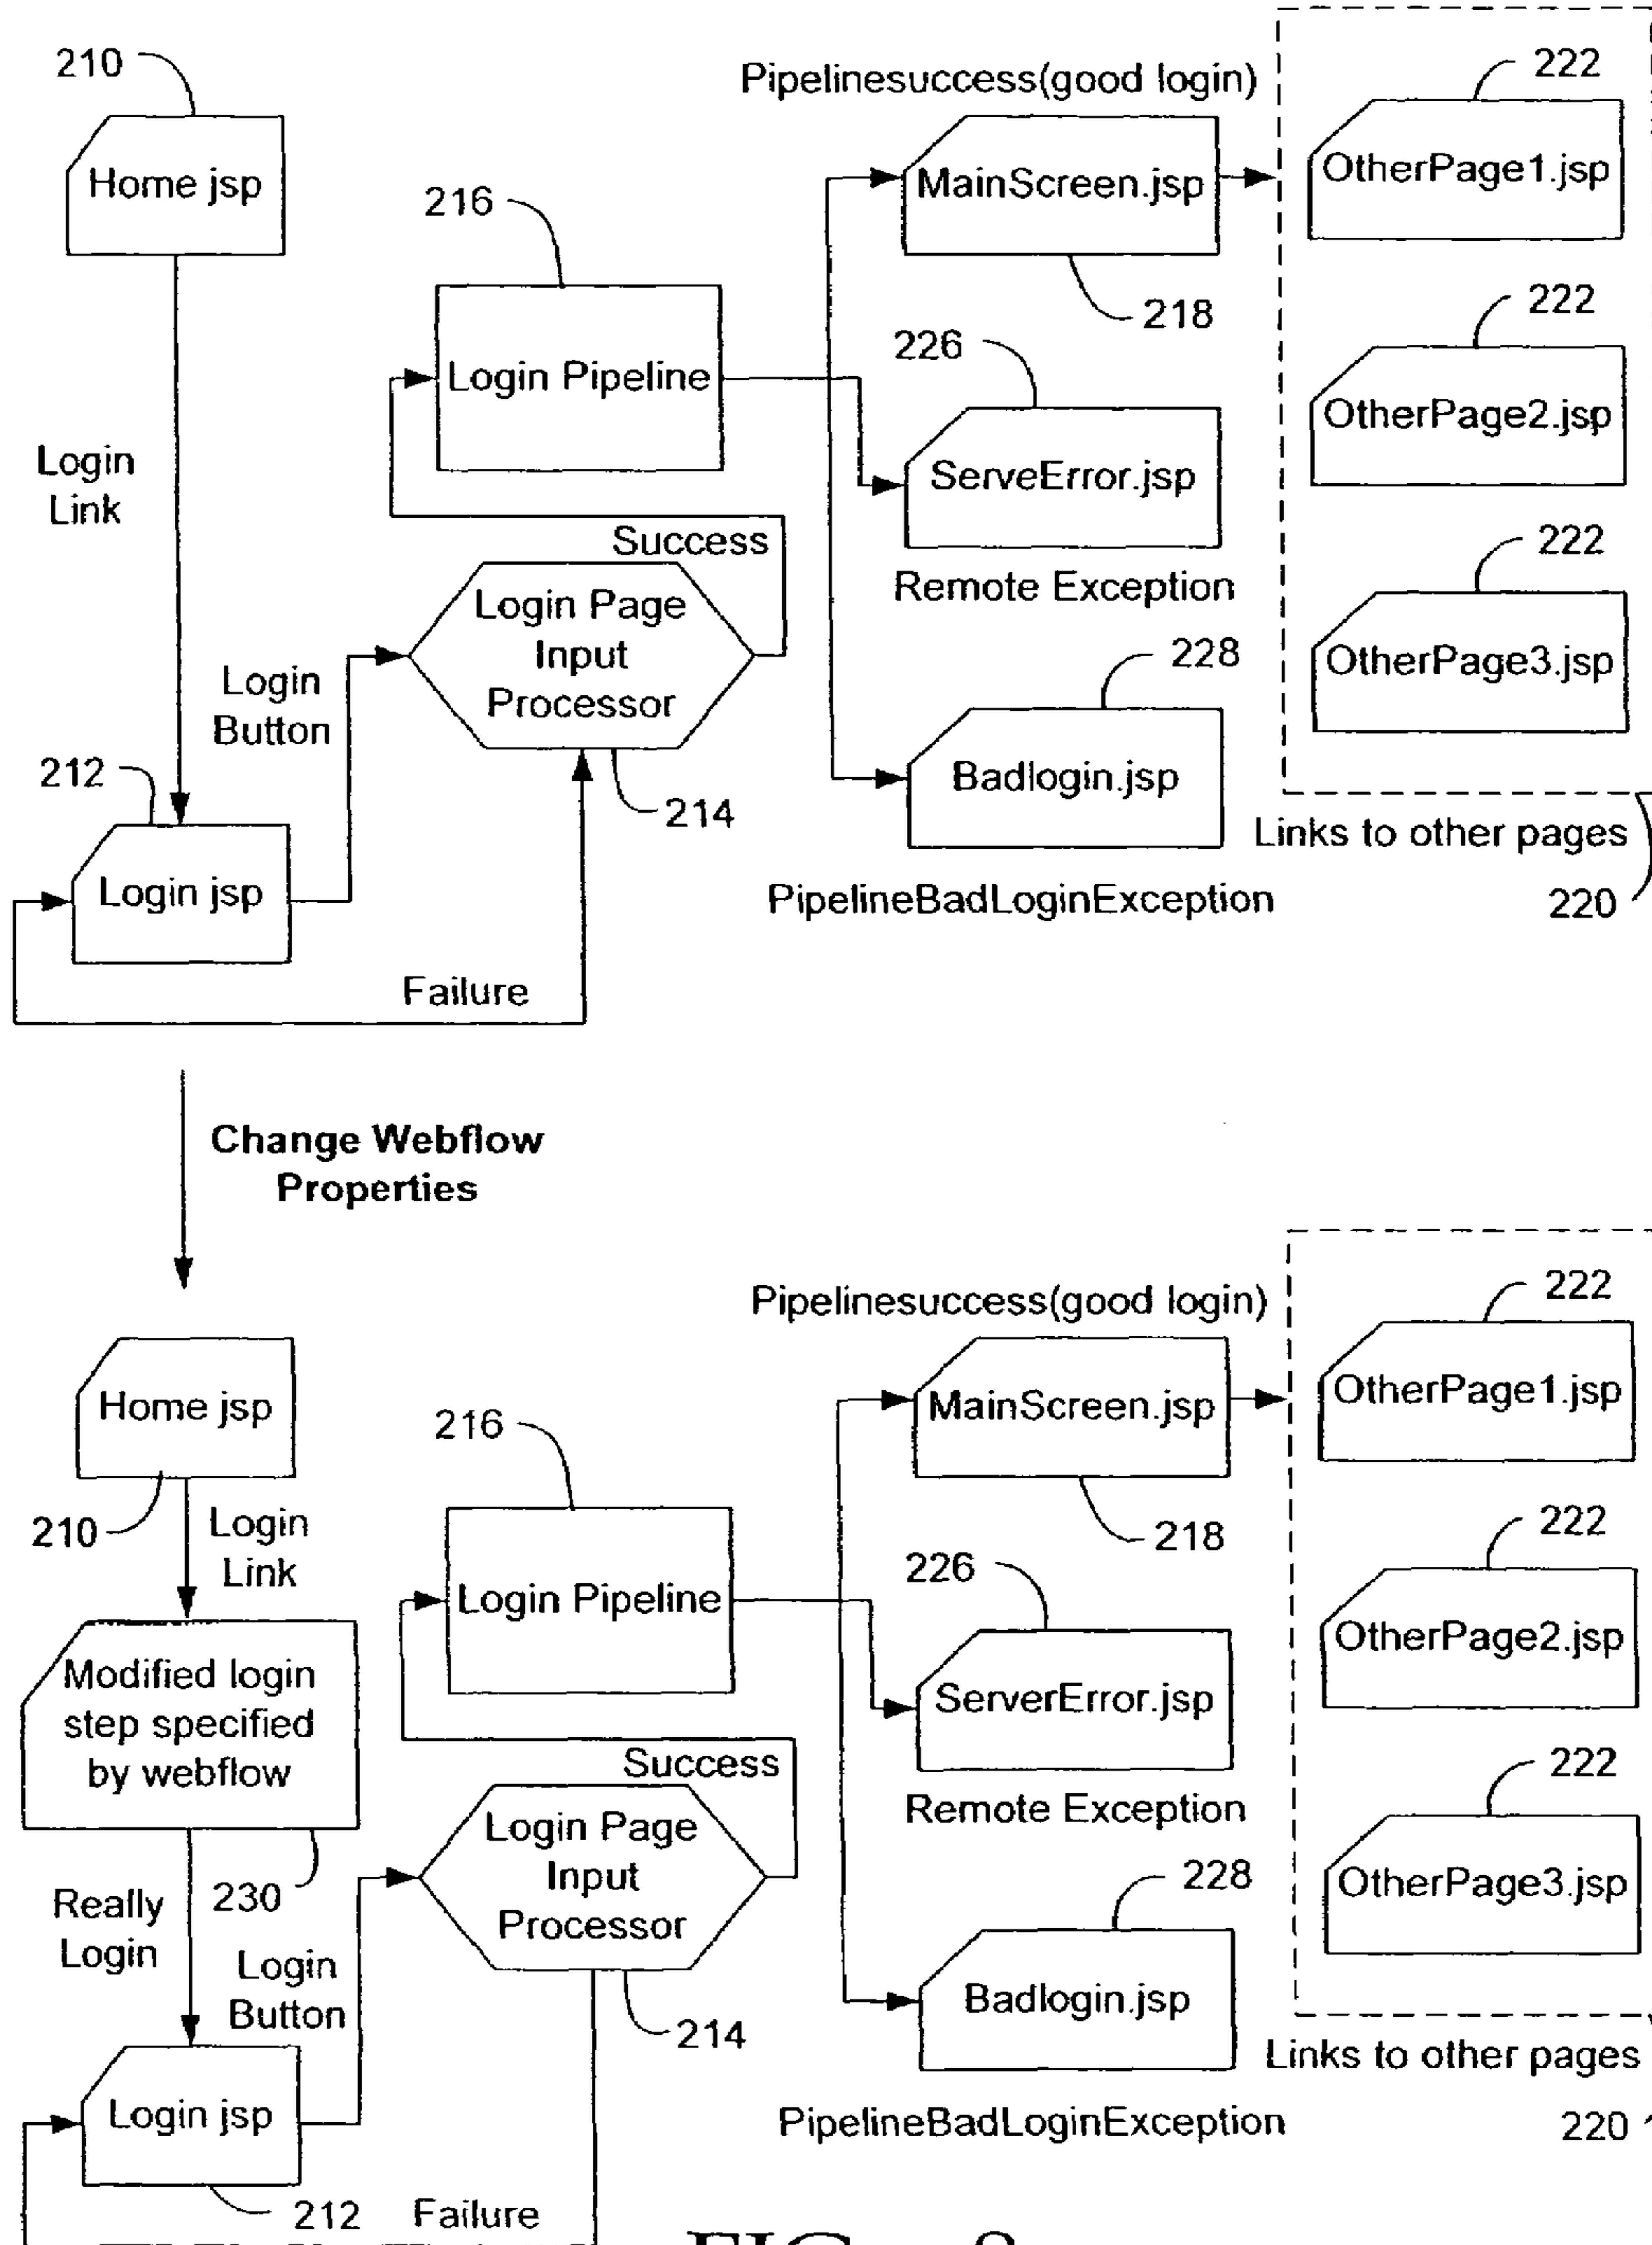 210
Home jsp
Login
Link
216
Login Pipeline
Success
Login Page
Input
Processor
214
Login
Button
212
Login jsp
Failure
Pipelinesuccess(good login)
MainScreen.jsp
218
226
ServeError.jsp
Remote Exception
228
Badlogin.jsp
PipelineBadLoginException
222
OtherPage1.jsp
222
OtherPage2.jsp
222
OtherPage3.jsp
Links to other pages
220
Change Webflow
Properties
Home jsp
210
Login
Link
Modified login
step specified
by webflow
230
Really
Login
216
Login Pipeline
Success
Login Page
Input
Processor
214
Login
Button
Login jsp
212
Failure
Pipelinesuccess(good login)
MainScreen.jsp
218
226
ServerError.jsp
Remote Exception
228
Badlogin.jsp
PipelineBadLoginException
222
OtherPage1.jsp
222
OtherPage2.jsp
222
OtherPage3.jsp
Links to other pages
220